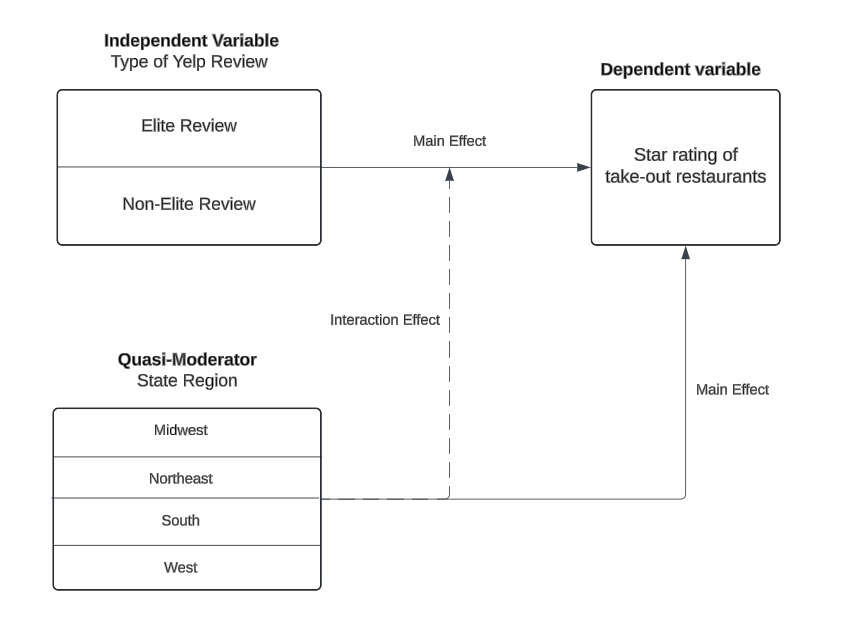 Independent Variable
Type of Yelp Review
Elite Review
Non-Elite Review
Main Effect
Dependent variable
Star rating of
take-out restaurants
Interaction Effect
Quasi-Moderator
State Region
Midwest
Northeast
South
West
Main Effect